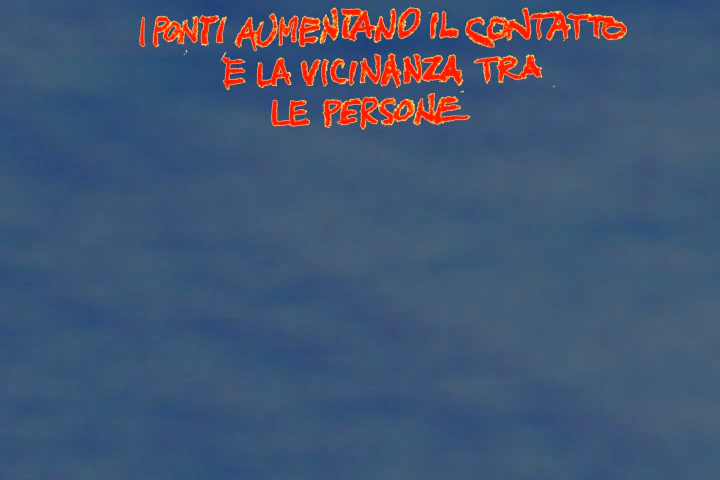 I PONTI AUMENTANO IL CONTATTO
E LA VICINANZA TRA
LE PERSONE